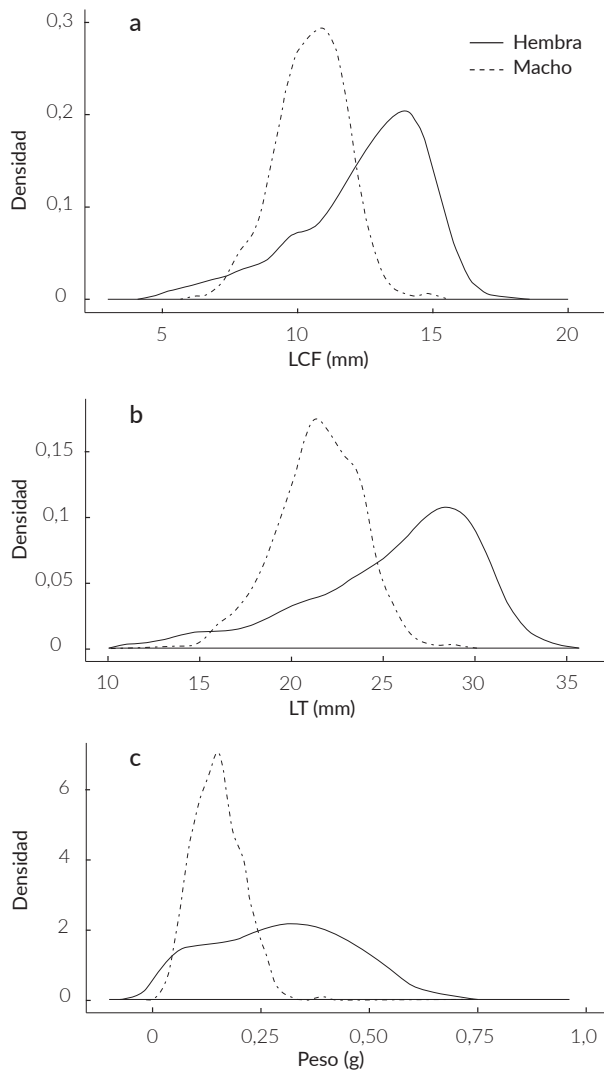 a
0,3
0,2
0,1
0
Densidad
Hembra
Macho
5 10 15 20
LCF (mm)
b
0,15
0,1
0,05
0
Densidad
10 15 20 25 30 35
LT (mm)
c
6
4
2
0
Densidad
0 0,25 0,50 0,75 1,0
Peso (g)